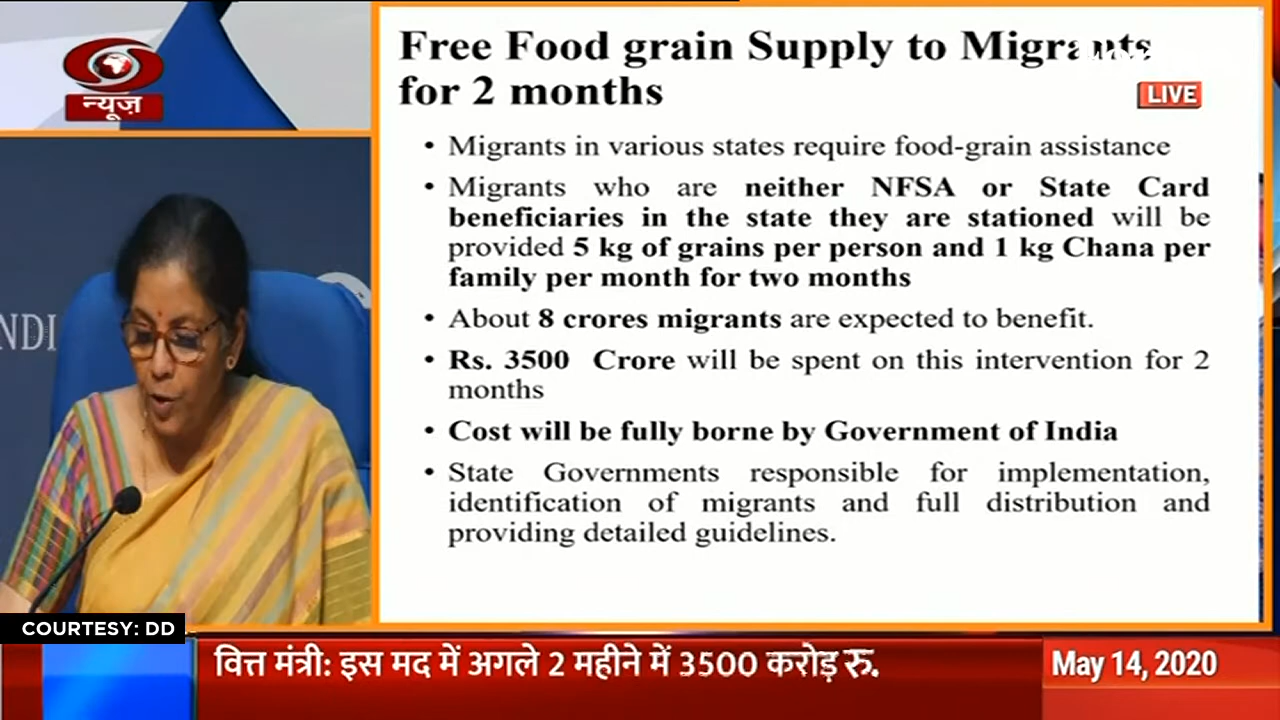 न्यूज़
Free Food grain Supply to Migrants
for 2 months
LIVE
• Migrants in various states require food-grain assistance
• Migrants who are neither NFSA or State Card
beneficiaries in the state they are stationed will be
provided 5 kg of grains per person and 1 kg Chana per
family per month for two months
• About 8 crores migrants are expected to benefit.
• Rs. 3500 Crore will be spent on this intervention for 2
months
• Cost will be fully borne by Government of India
• State Governments responsible for implementation,
identification of migrants and full distribution and
providing detailed guidelines.
NDI
COURTESY: DD
वित्त मंत्री: इस मद में अगले 2 महीने में 3500 करोड़ रु.
May 14, 2020